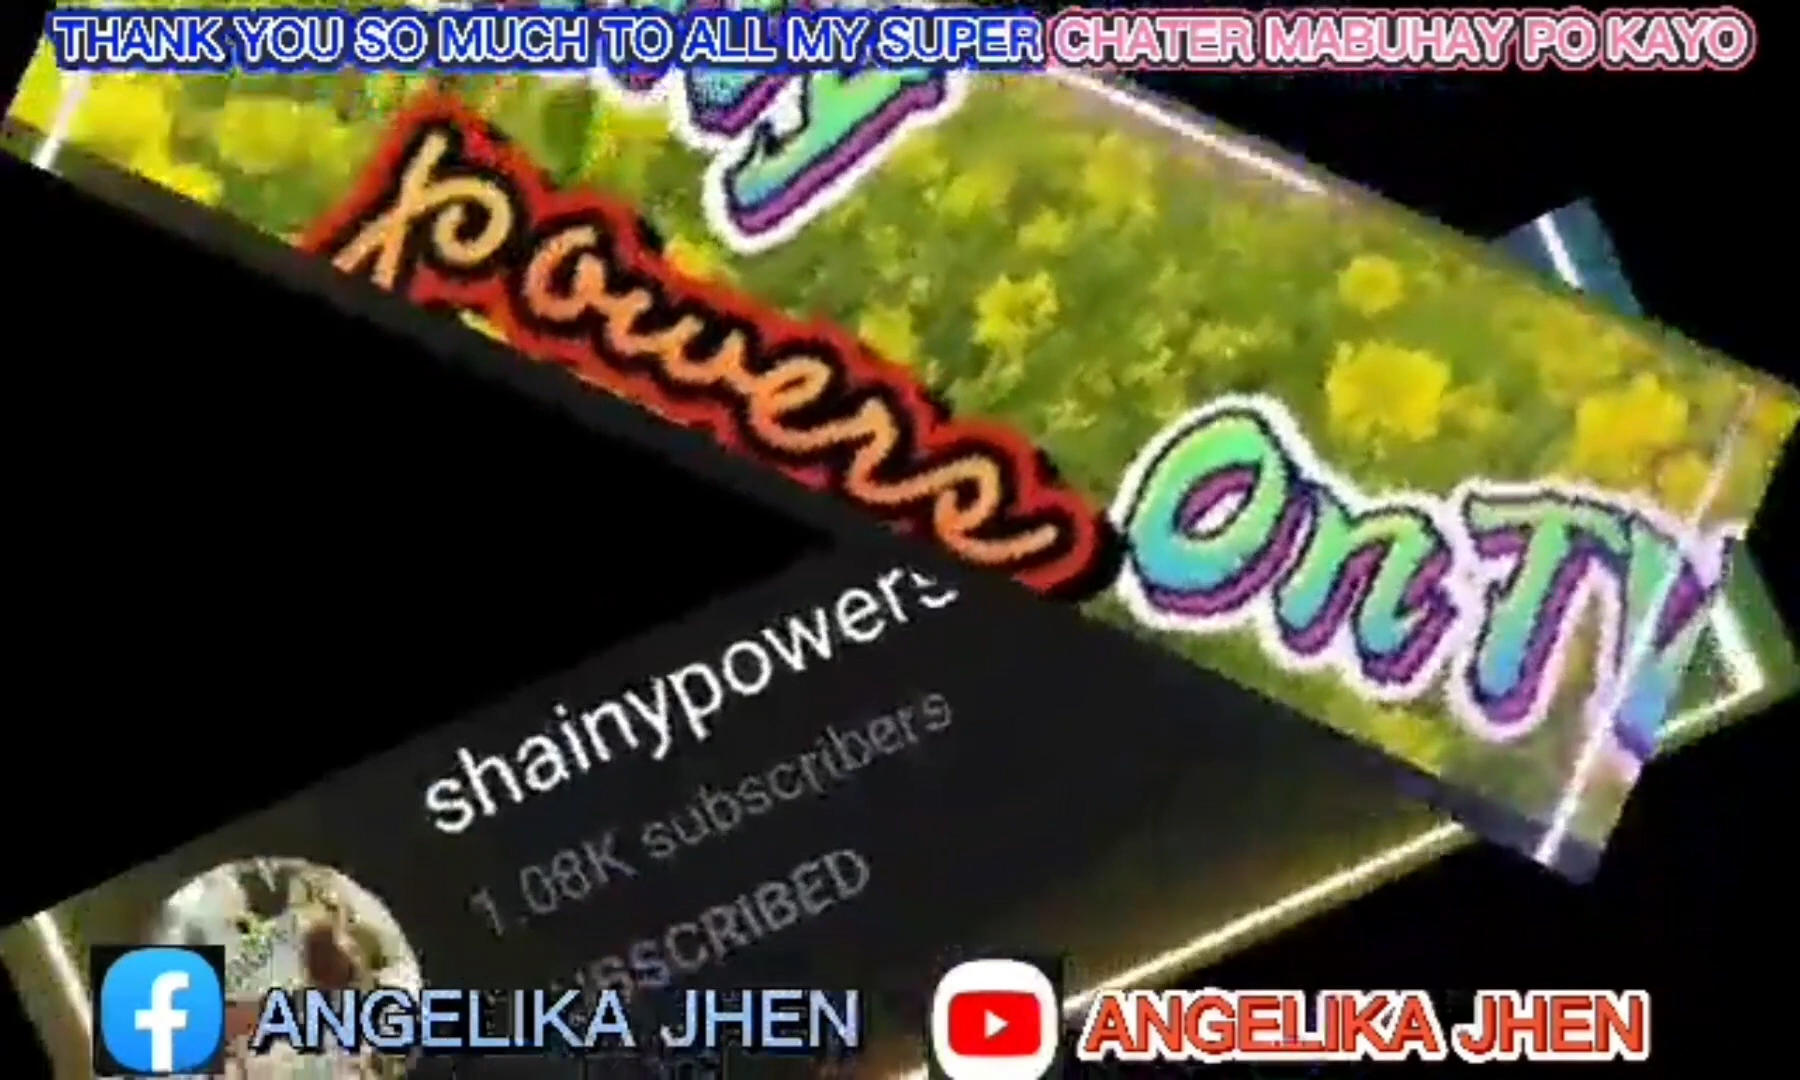 THANK YOU SO MUCH TO ALL MY SUPER CHATER MABUHAY PO KAYO
powers
OnTV
shainypowers
1.08K subscribers
ANGELIKA JHEN
ANGELIKA JHEN